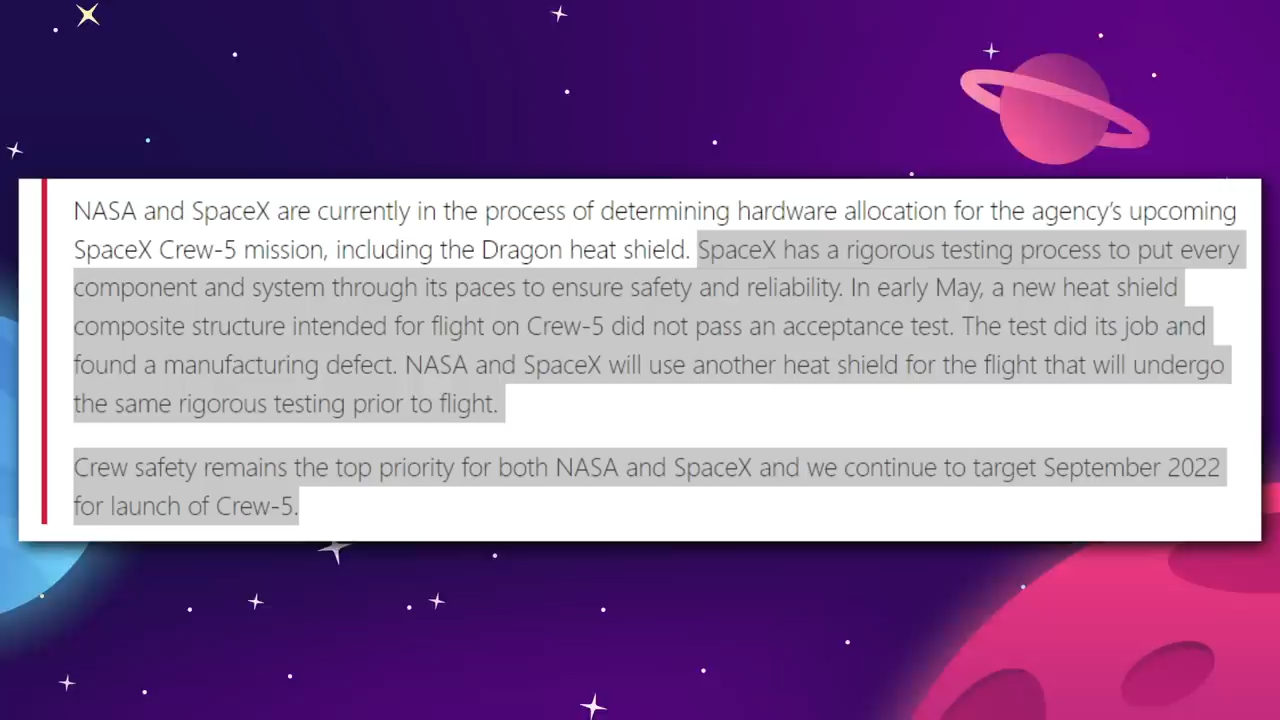 NASA and SpaceX are currently in the process of determining hardware allocation for the agency’s upcoming
SpaceX Crew-5 mission, including the Dragon heat shield. SpaceX has a rigorous testing process to put every
component and system through its paces to ensure safety and reliability. In early May, a new heat shield
composite structure intended for flight on Crew-5 did not pass an acceptance test. The test did its job and
found a manufacturing defect. NASA and SpaceX will use another heat shield for the flight that will undergo
the same rigorous testing prior to flight.
Crew safety remains the top priority for both NASA and SpaceX and we continue to target September 2022
for launch of Crew-5.